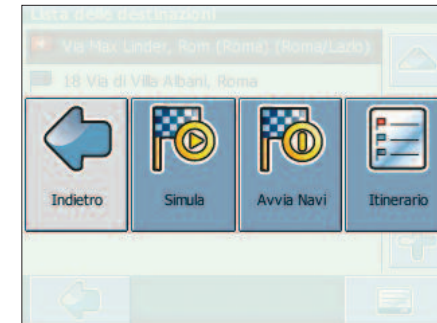 Lista delle destinazioni
Via Max Linder, Rom (Roma) (Roma/Lazio)
18 Via di Villa Albani, Roma
Indietro
Simula
Avvia Navi
Itinerario